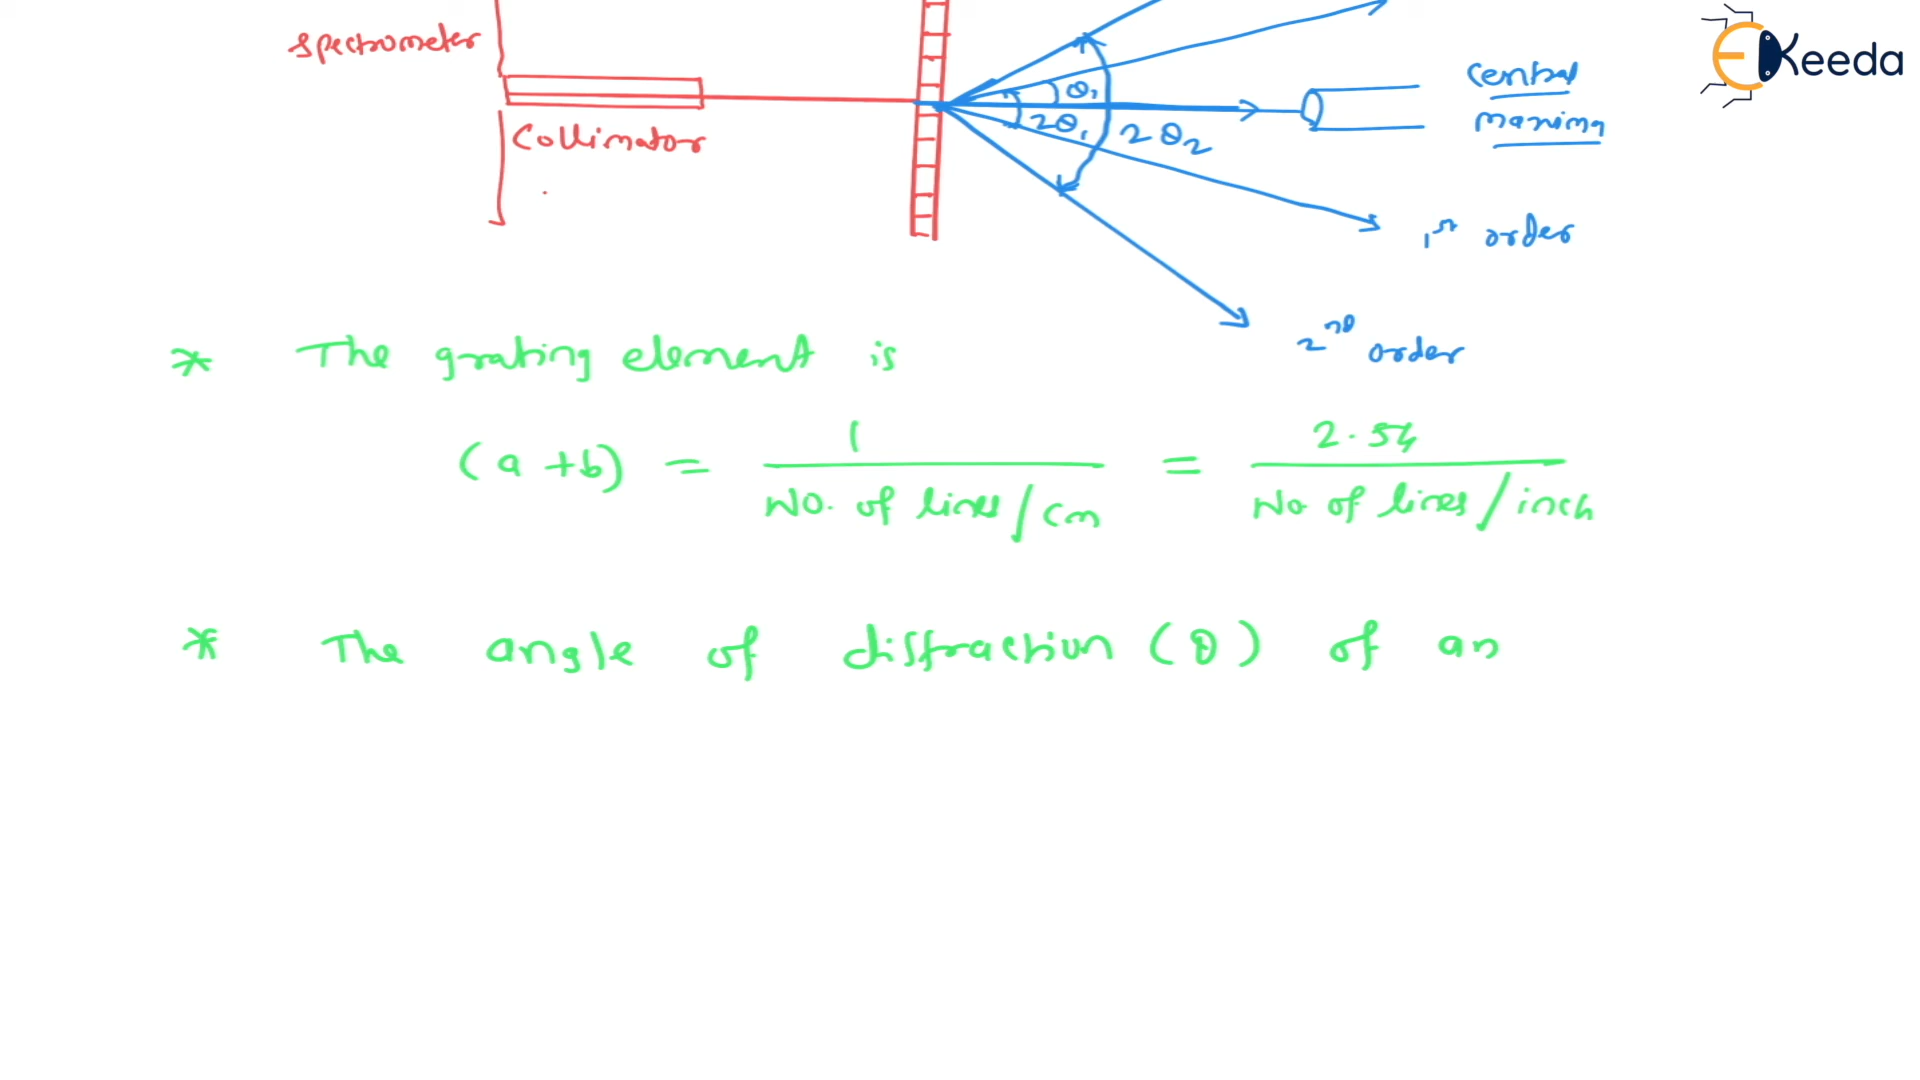 spectrometer
Collimator
θ₁
2θ₁
2θ₂
Central
maxima
1st order
2nd order
EKeeda
* The grating element is
(a+b) = 1 / No. of lines/cm = 2.54 / No of lines/inch
* The angle of diffraction (θ) of an